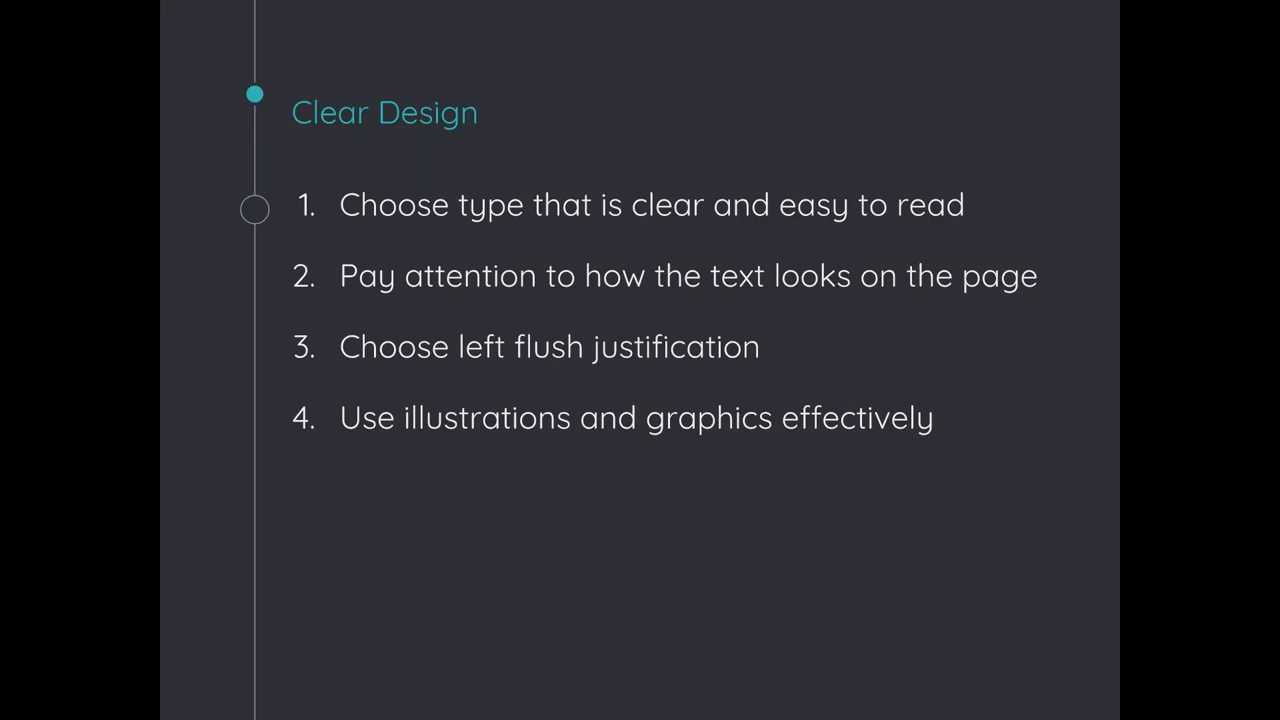 Clear Design
1. Choose type that is clear and easy to read
2. Pay attention to how the text looks on the page
3. Choose left flush justification
4. Use illustrations and graphics effectively